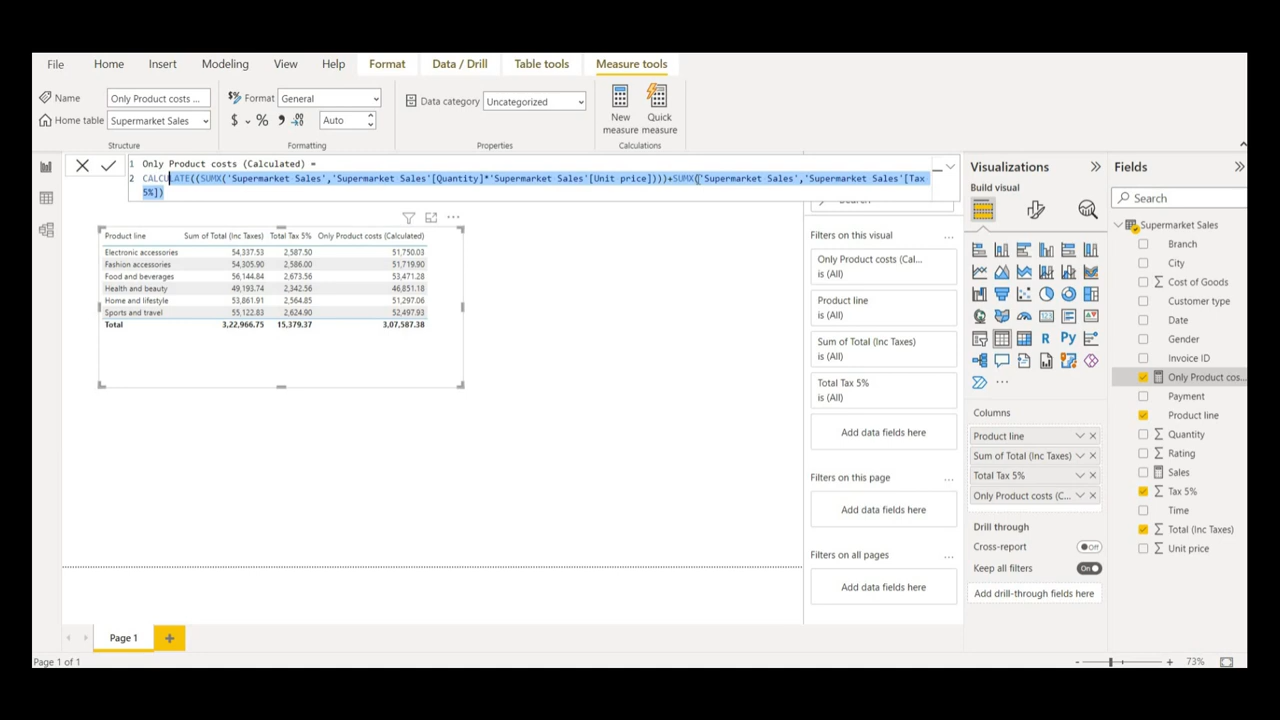 File Home Insert Modeling View Help Format Data / Drill Table tools Measure tools
Name Only Product costs ...
Home table Supermarket Sales
Structure
$% Format General
$ % Auto
Formatting
Data category Uncategorized
Properties
New measure
Quick measure
Calculations
1 Only Product costs (Calculated) =
2 CALCULATE((SUMX('Supermarket Sales','Supermarket Sales'[Quantity]*'Supermarket Sales'[Unit price])))+SUMX('Supermarket Sales','Supermarket Sales'[Tax
5%])
Product line Sum of Total (Inc Taxes) Total Tax 5% Only Product costs (Calculated)
Electronic accessories 54,337.53 2,587.50 51,750.03
Fashion accessories 54,305.90 2,586.00 51,719.90
Food and beverages 56,144.84 2,673.56 53,471.28
Health and beauty 49,193.74 2,342.56 46,851.18
Home and lifestyle 53,861.91 2,564.85 51,297.06
Sports and travel 55,122.83 2,624.90 52,497.93
Total 3,22,966.75 15,379.37 3,07,587.38
Filters on this visual ...
Only Product costs (Cal...
is (All)
Product line
is (All)
Sum of Total (Inc Taxes)
is (All)
Total Tax 5%
is (All)
Add data fields here
Filters on this page ...
Add data fields here
Filters on all pages ...
Add data fields here
Visualizations
Build visual
R Py
...
Columns
Product line
Sum of Total (Inc Taxes)
Total Tax 5%
Only Product costs (C...
Drill through
Cross-report Off
Keep all filters On
Add drill-through fields here
Fields
Search
Supermarket Sales
Branch
City
Cost of Goods
Customer type
Date
Gender
Invoice ID
Only Product cos...
Payment
Product line
Quantity
Rating
Sales
Tax 5%
Time
Total (Inc Taxes)
Unit price
Page 1
Page 1 of 1
73%